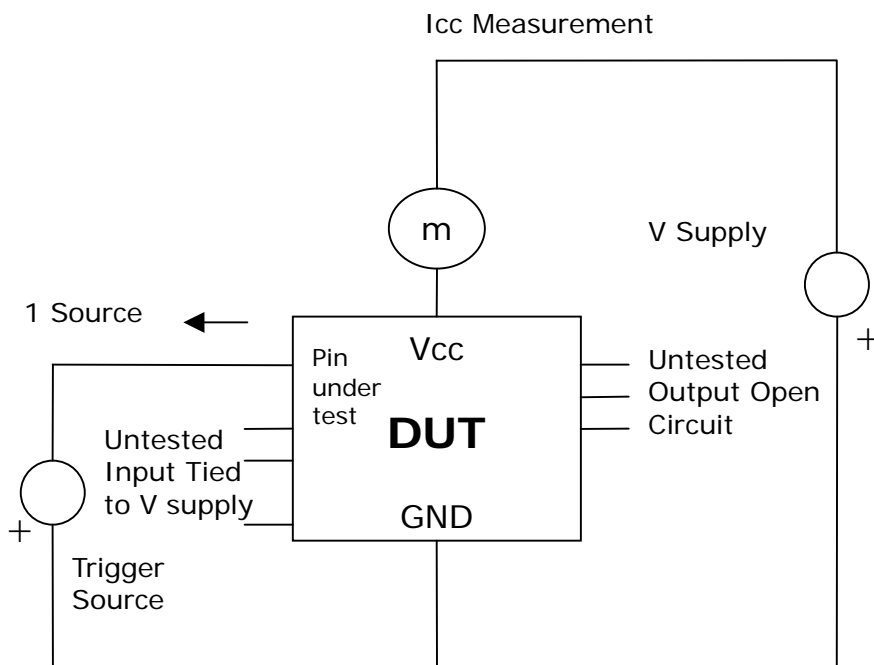 Icc Measurement
m
V Supply
1 Source
Vcc
+
Pin
under
test
Untested
Output Open
Circuit
DUT
Untested
Input Tied
to V supply
GND
+
Trigger
Source